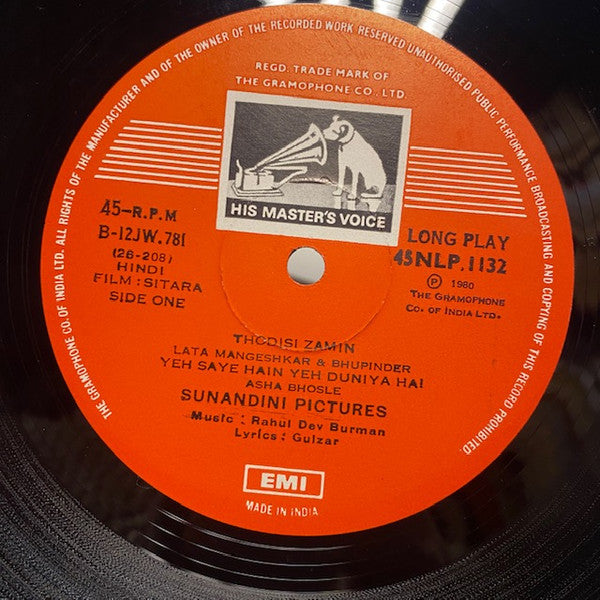 THE GRAMOPHONE CO. OF INDIA LTD. ALL RIGHTS OF THE MANUFACTURER AND OF THE OWNER OF THE RECORDED WORK RESERVED UNAUTHORISED PUBLIC PERFORMANCE BROADCASTING AND COPYING OF THIS RECORD PROHIBITED.
REGD. TRADE MARK OF
THE GRAMOPHONE CO. LTD.
HIS MASTER'S VOICE
45-R.P.M
B-12JW.781
(26-208)
HINDI
FILM : SITARA
SIDE ONE
LONG PLAY
45NLP.1132
Ⓟ 1980
THE GRAMOPHONE
CO. OF INDIA LTD.
THODISI ZAMIN
LATA MANGESHKAR & BHUPINDER
YEH SAYE HAIN YEH DUNIYA HAI
ASHA BHOSLE
SUNANDINI PICTURES
Music : Rahul Dev Burman
Lyrics : Gulzar
EMI
MADE IN INDIA